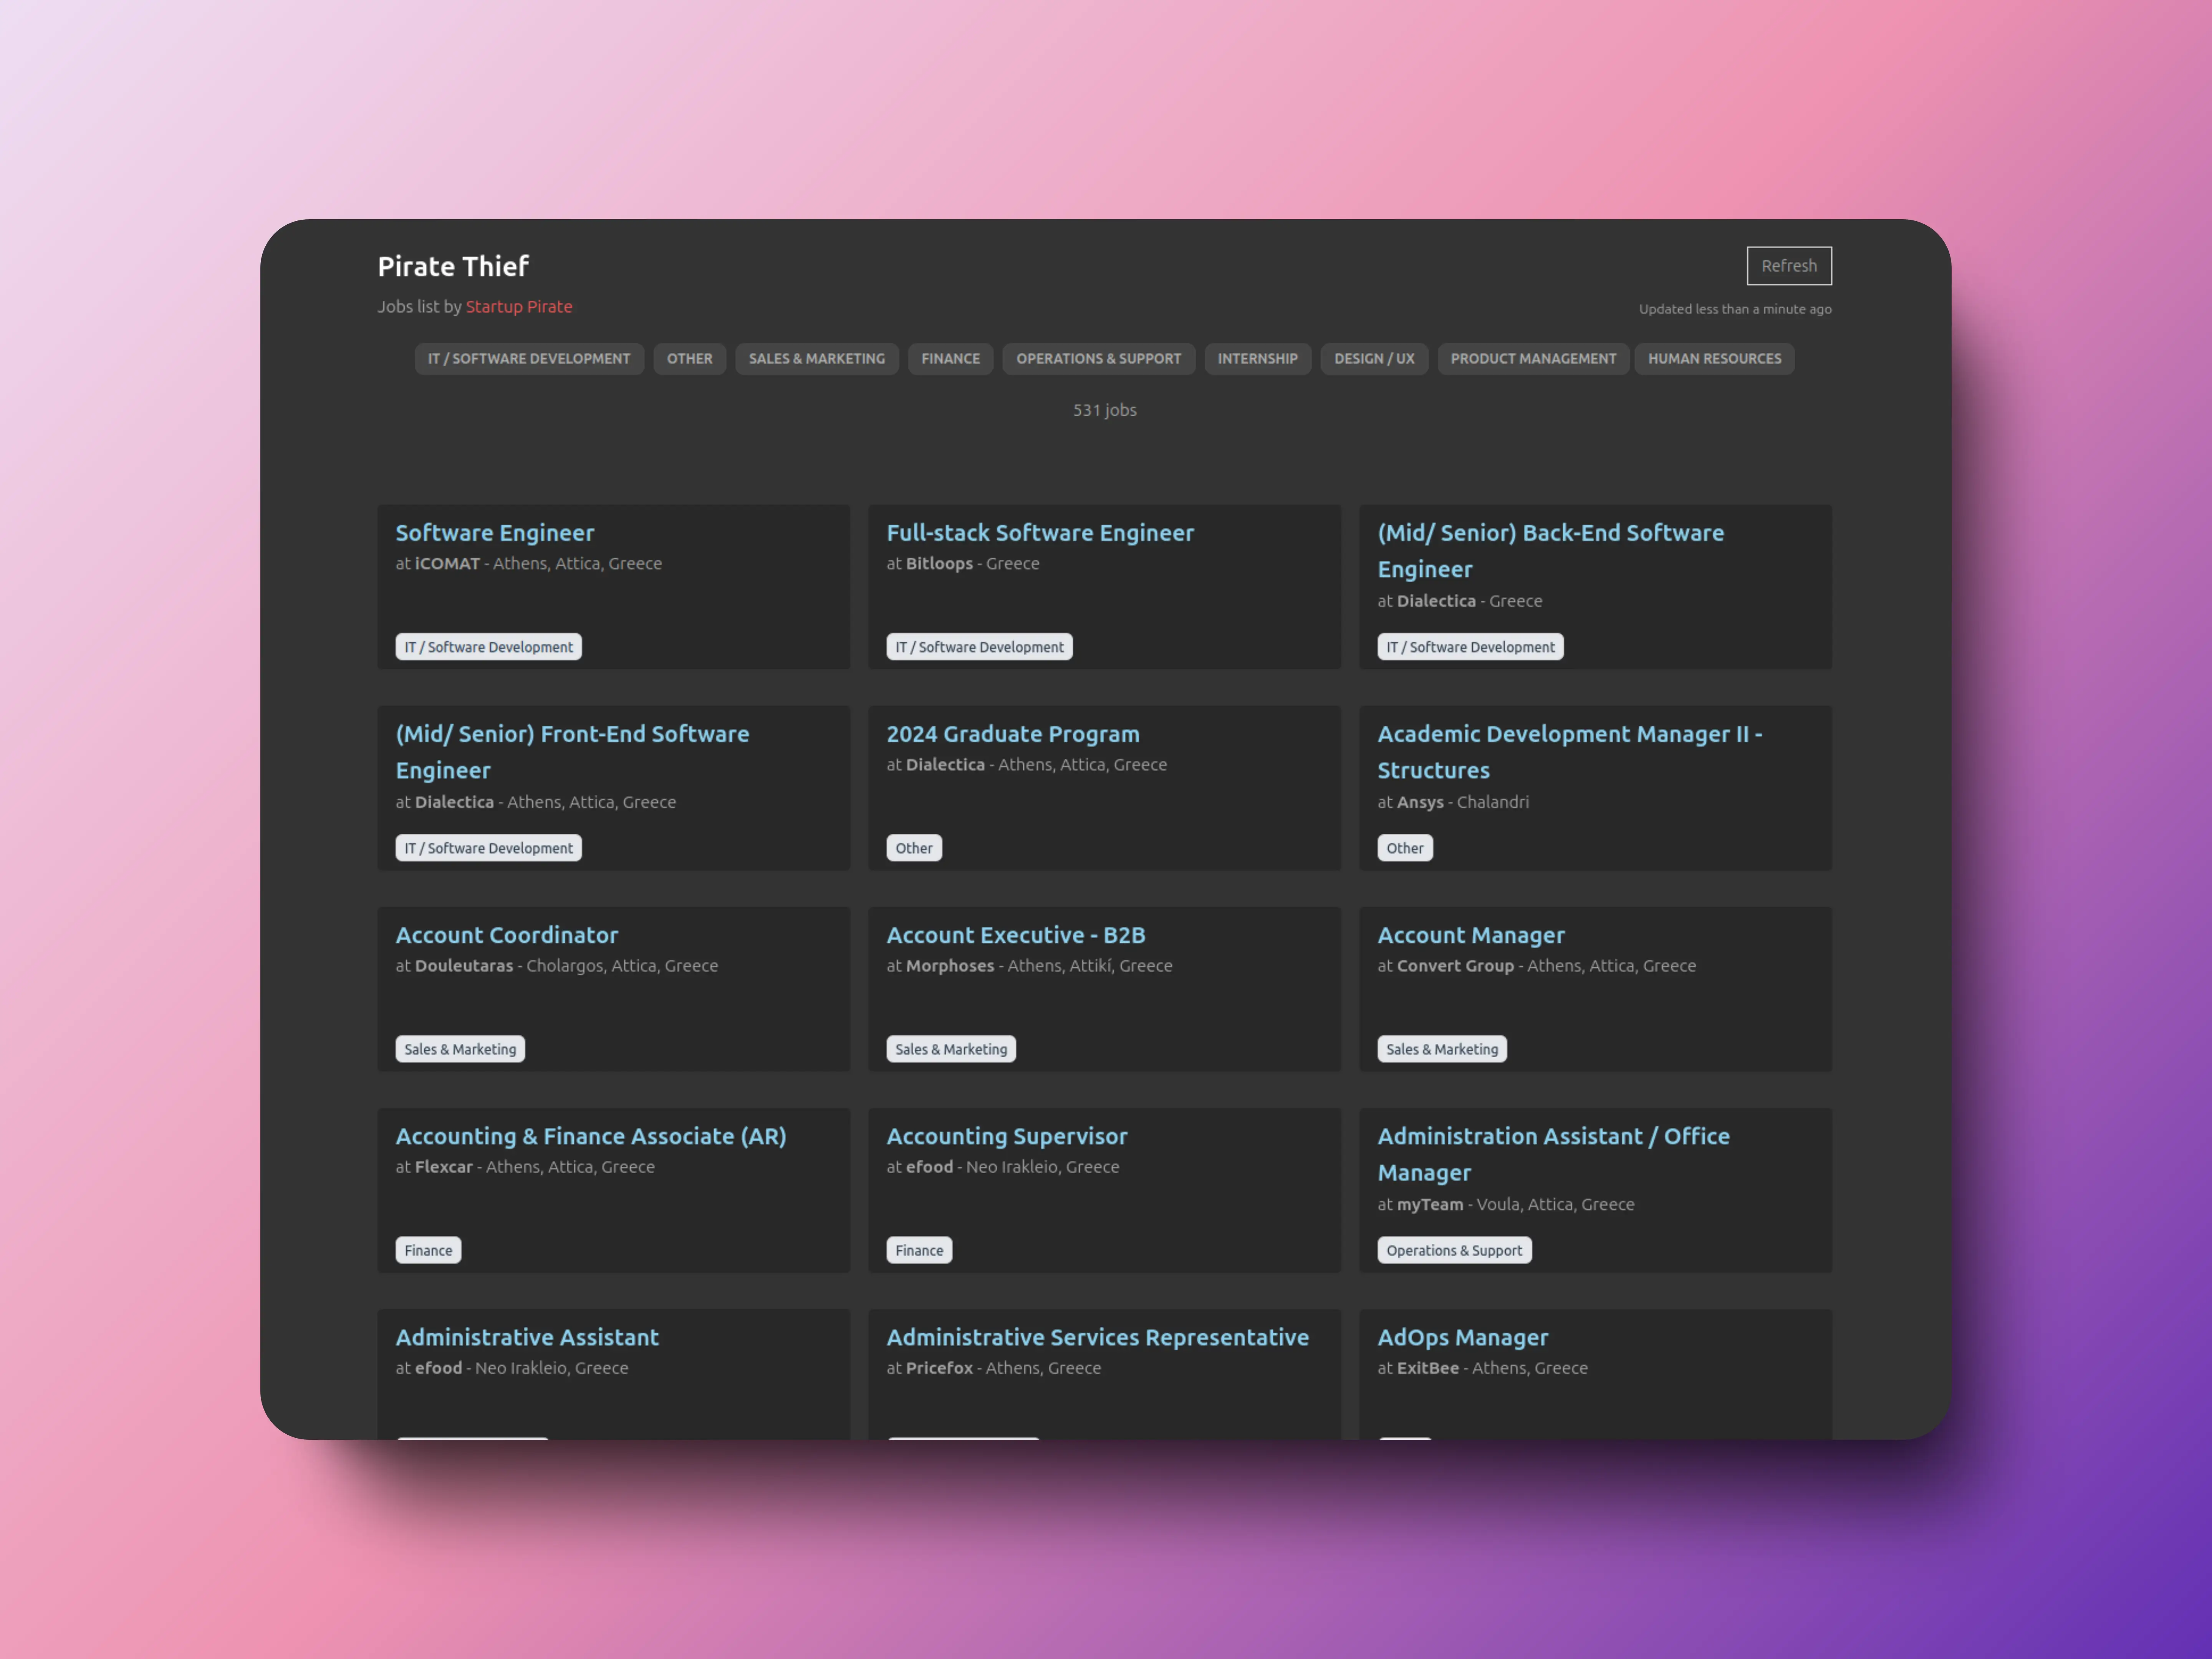 Pirate Thief
Refresh
Jobs list by Startup Pirate
Updated less than a minute ago
IT / SOFTWARE DEVELOPMENT OTHER SALES & MARKETING FINANCE OPERATIONS & SUPPORT INTERNSHIP DESIGN / UX PRODUCT MANAGEMENT HUMAN RESOURCES
531 jobs
Software Engineer
at iCOMAT - Athens, Attica, Greece
IT / Software Development
Full-stack Software Engineer
at Bitloops - Greece
IT / Software Development
(Mid/ Senior) Back-End Software
Engineer
at Dialectica - Greece
IT / Software Development
(Mid/ Senior) Front-End Software
Engineer
at Dialectica - Athens, Attica, Greece
IT / Software Development
2024 Graduate Program
at Dialectica - Athens, Attica, Greece
Other
Academic Development Manager II -
Structures
at Ansys - Chalandri
Other
Account Coordinator
at Douleutaras - Cholargos, Attica, Greece
Sales & Marketing
Account Executive - B2B
at Morphoses - Athens, Attikí, Greece
Sales & Marketing
Account Manager
at Convert Group - Athens, Attica, Greece
Sales & Marketing
Accounting & Finance Associate (AR)
at Flexcar - Athens, Attica, Greece
Finance
Accounting Supervisor
at efood - Neo Irakleio, Greece
Finance
Administration Assistant / Office
Manager
at myTeam - Voula, Attica, Greece
Operations & Support
Administrative Assistant
at efood - Neo Irakleio, Greece
Administrative Services Representative
at Pricefox - Athens, Greece
AdOps Manager
at ExitBee - Athens, Greece